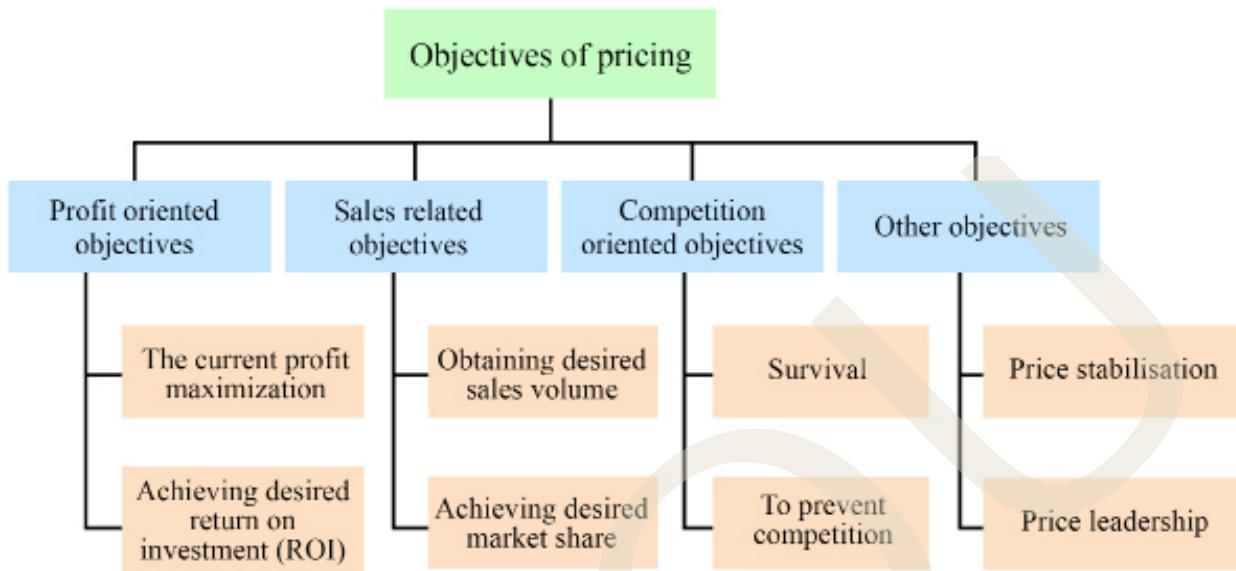 Objectives of pricing
Profit oriented
objectives
Sales related
objectives
Competition
oriented objectives
Other objectives
The current profit
maximization
Obtaining desired
sales volume
Survival
Price stabilisation
Achieving desired
return on
investment (ROI)
Achieving desired
market share
To prevent
competition
Price leadership